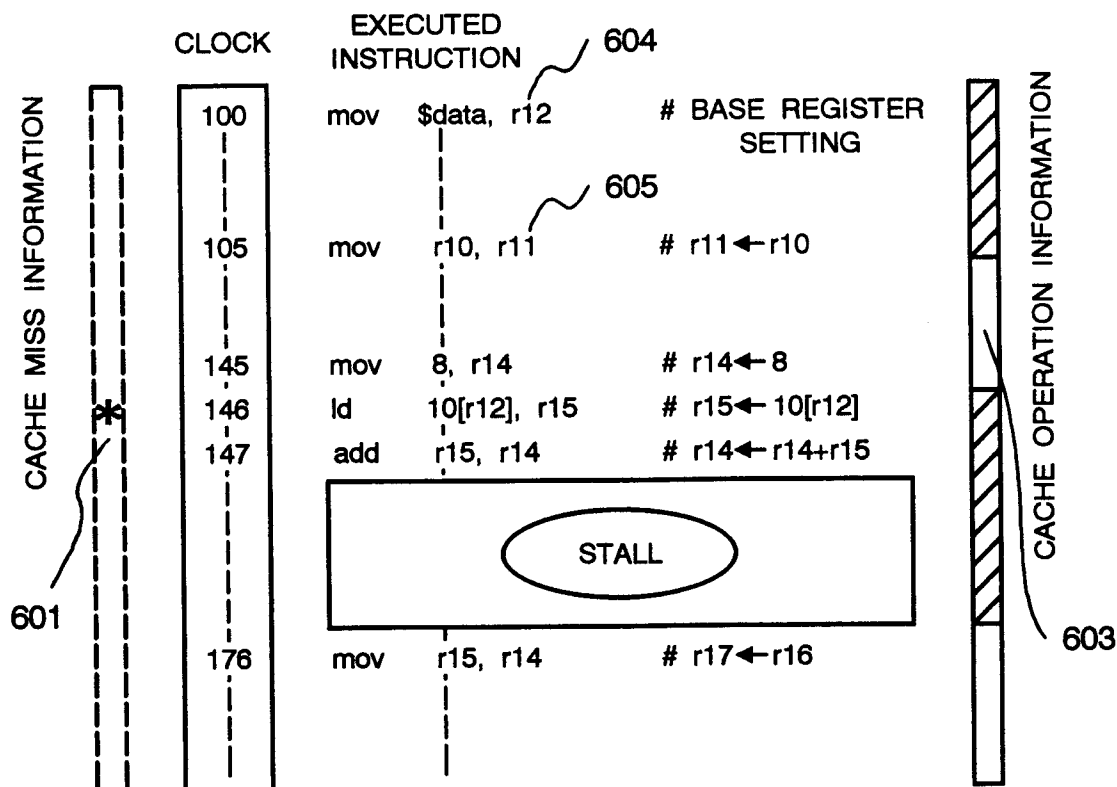 CLOCK
EXECUTED
INSTRUCTION
604
CACHE MISS INFORMATION
100 mov $data, r12 # BASE REGISTER
SETTING
605
105 mov r10, r11 # r11←r10
145 mov 8, r14 # r14←8
* 146 ld 10[r12], r15 # r15←10[r12]
147 add r15, r14 # r14←r14+r15
STALL
601
176 mov r15, r14 # r17←r16
603
CACHE OPERATION INFORMATION